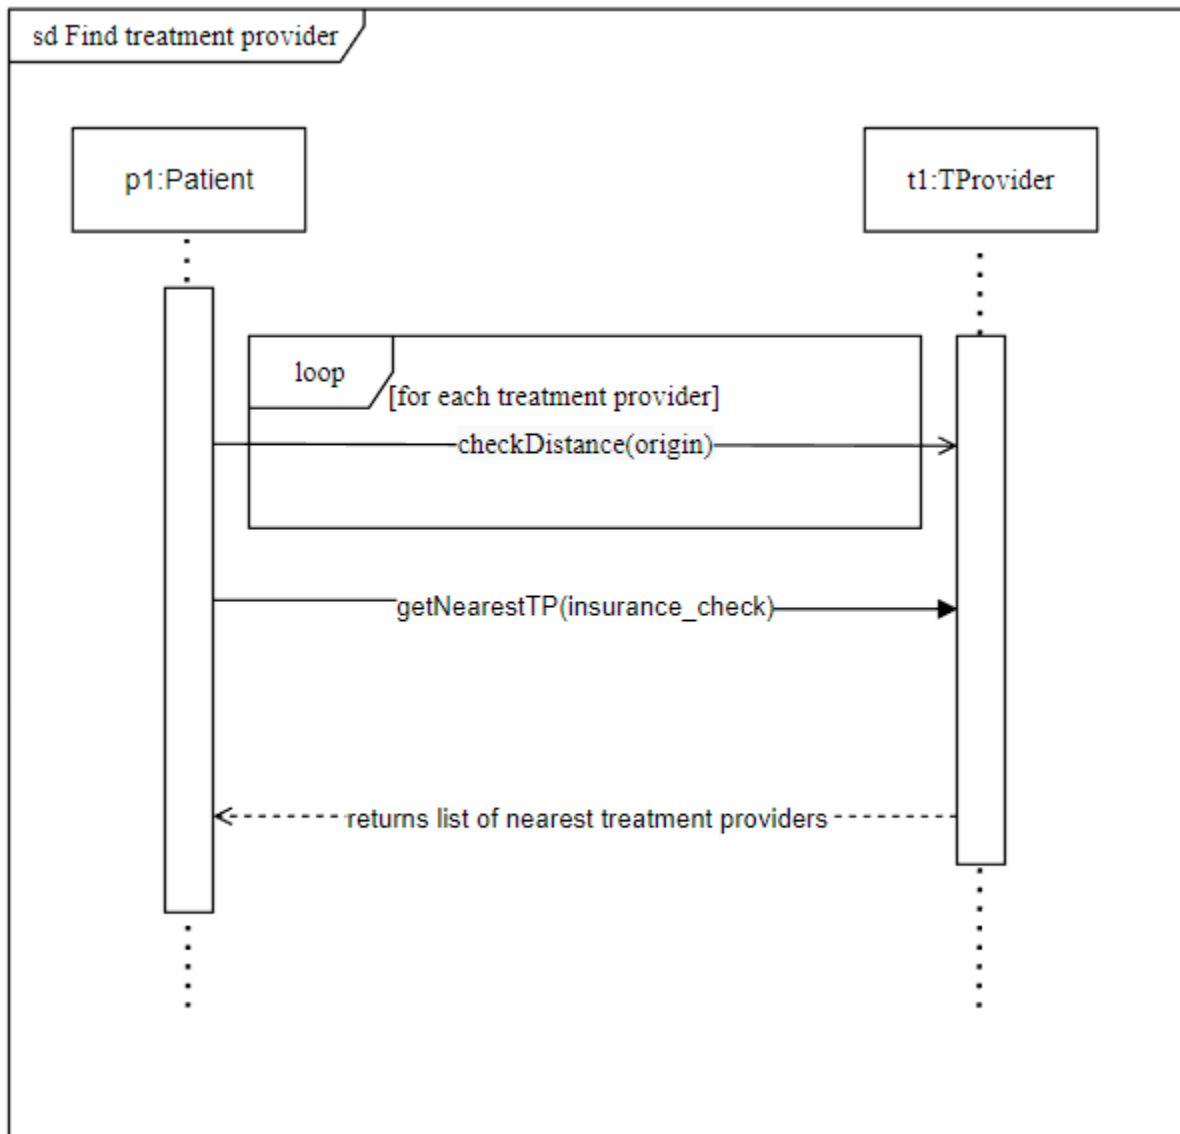 sd Find treatment provider
p1:Patient
t1:TProvider
loop
[for each treatment provider]
checkDistance(origin)
getNearestTP(insurance_check)
returns list of nearest treatment providers